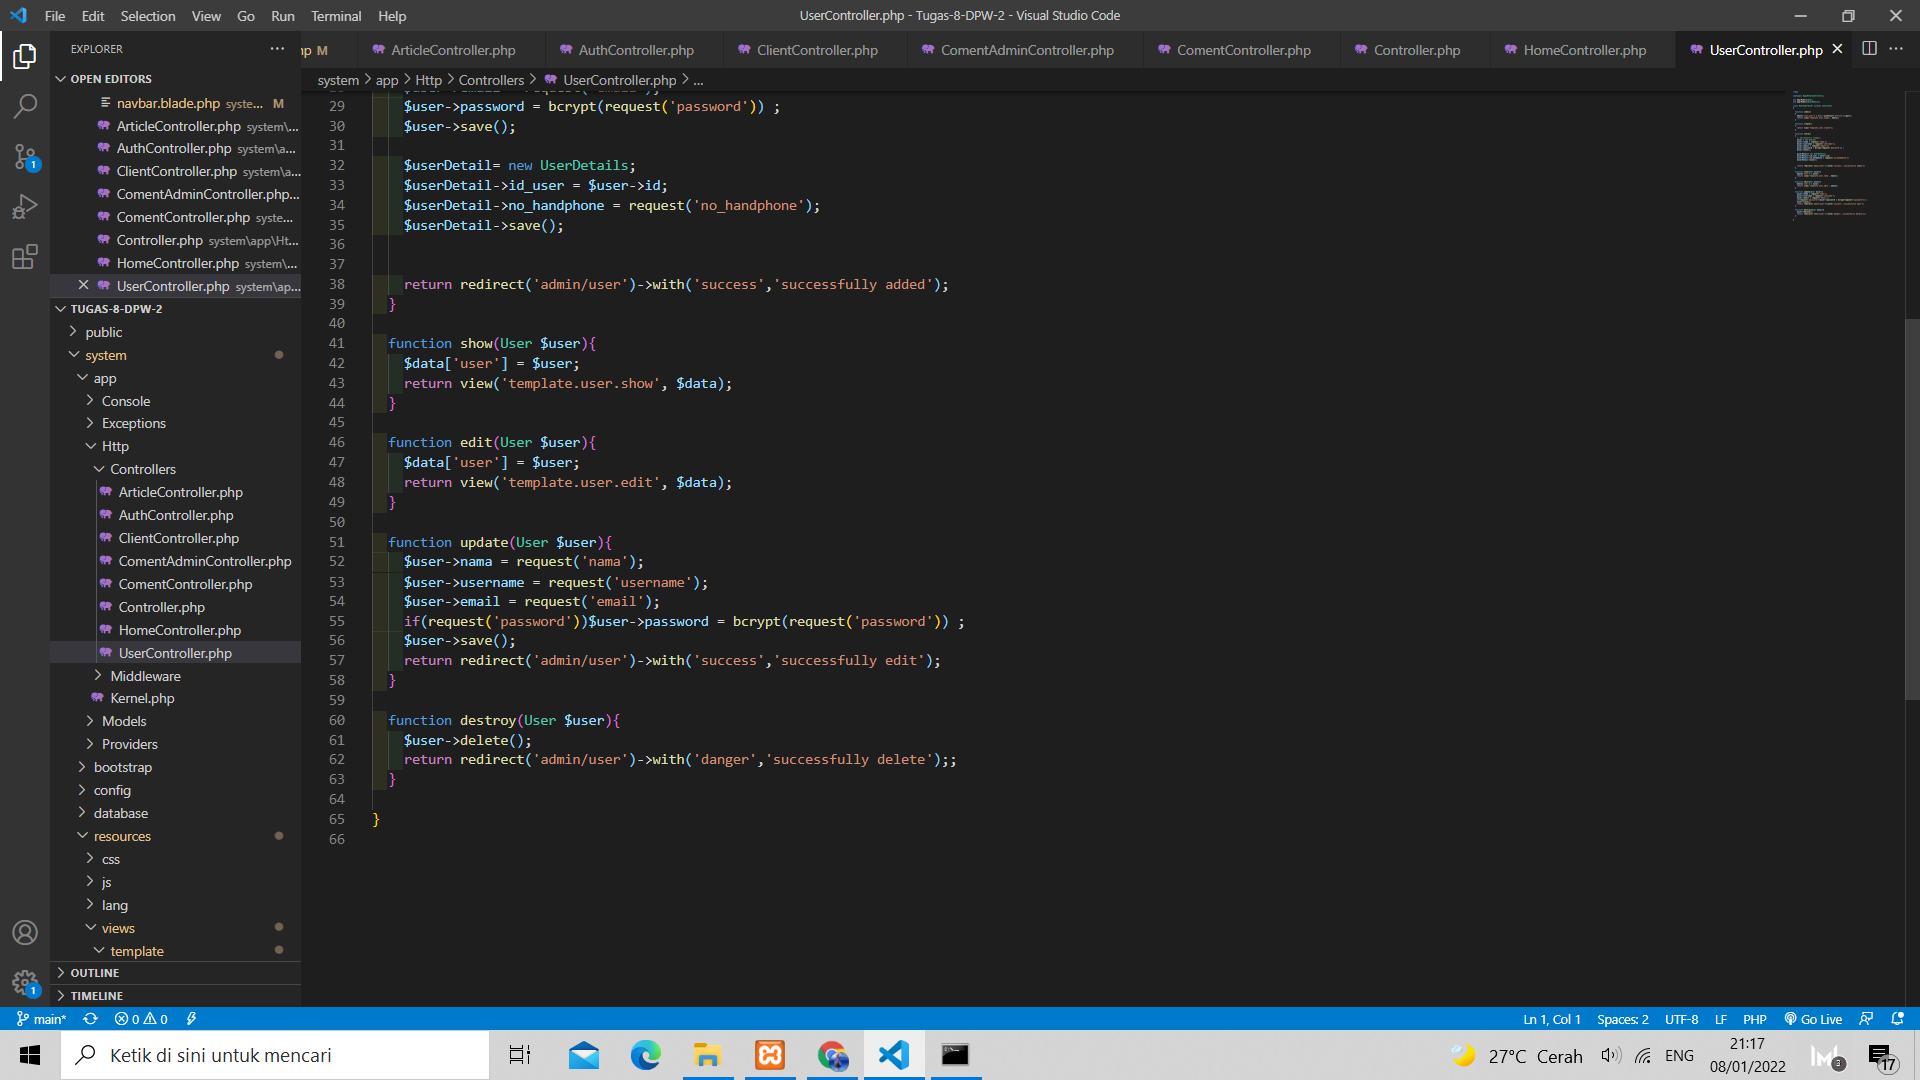 File Edit Selection View Go Run Terminal Help
UserController.php - Tugas-8-DPW-2 - Visual Studio Code
EXPLORER
hp M ArticleController.php AuthController.php ClientController.php ComentAdminController.php ComentController.php Controller.php HomeController.php UserController.php
system > app > Http > Controllers > UserController.php > ...
OPEN EDITORS
navbar.blade.php syste... M
ArticleController.php system\...
AuthController.php system\a...
ClientController.php system\a...
ComentAdminController.php...
ComentController.php syste...
Controller.php system\app\Ht...
HomeController.php system\...
UserController.php system\ap...
TUGAS-8-DPW-2
public
system
app
Console
Exceptions
Http
Controllers
ArticleController.php
AuthController.php
ClientController.php
ComentAdminController.php
ComentController.php
Controller.php
HomeController.php
UserController.php
Middleware
Kernel.php
Models
Providers
bootstrap
config
database
resources
css
js
lang
views
template
OUTLINE
TIMELINE
29 $user->password = bcrypt(request('password')) ;
30 $user->save();
31
32 $userDetail= new UserDetails;
33 $userDetail->id_user = $user->id;
34 $userDetail->no_handphone = request('no_handphone');
35 $userDetail->save();
36
37
38 return redirect('admin/user')->with('success','successfully added');
39 }
40
41 function show(User $user){
42 $data['user'] = $user;
43 return view('template.user.show', $data);
44 }
45
46 function edit(User $user){
47 $data['user'] = $user;
48 return view('template.user.edit', $data);
49 }
50
51 function update(User $user){
52 $user->nama = request('nama');
53 $user->username = request('username');
54 $user->email = request('email');
55 if(request('password'))$user->password = bcrypt(request('password')) ;
56 $user->save();
57 return redirect('admin/user')->with('success','successfully edit');
58 }
59
60 function destroy(User $user){
61 $user->delete();
62 return redirect('admin/user')->with('danger','successfully delete');;
63 }
64
65 }
66
main* 0 0 Ln 1, Col 1 Spaces: 2 UTF-8 LF PHP Go Live
Ketik di sini untuk mencari
27°C Cerah ENG
21:17
08/01/2022
3
17